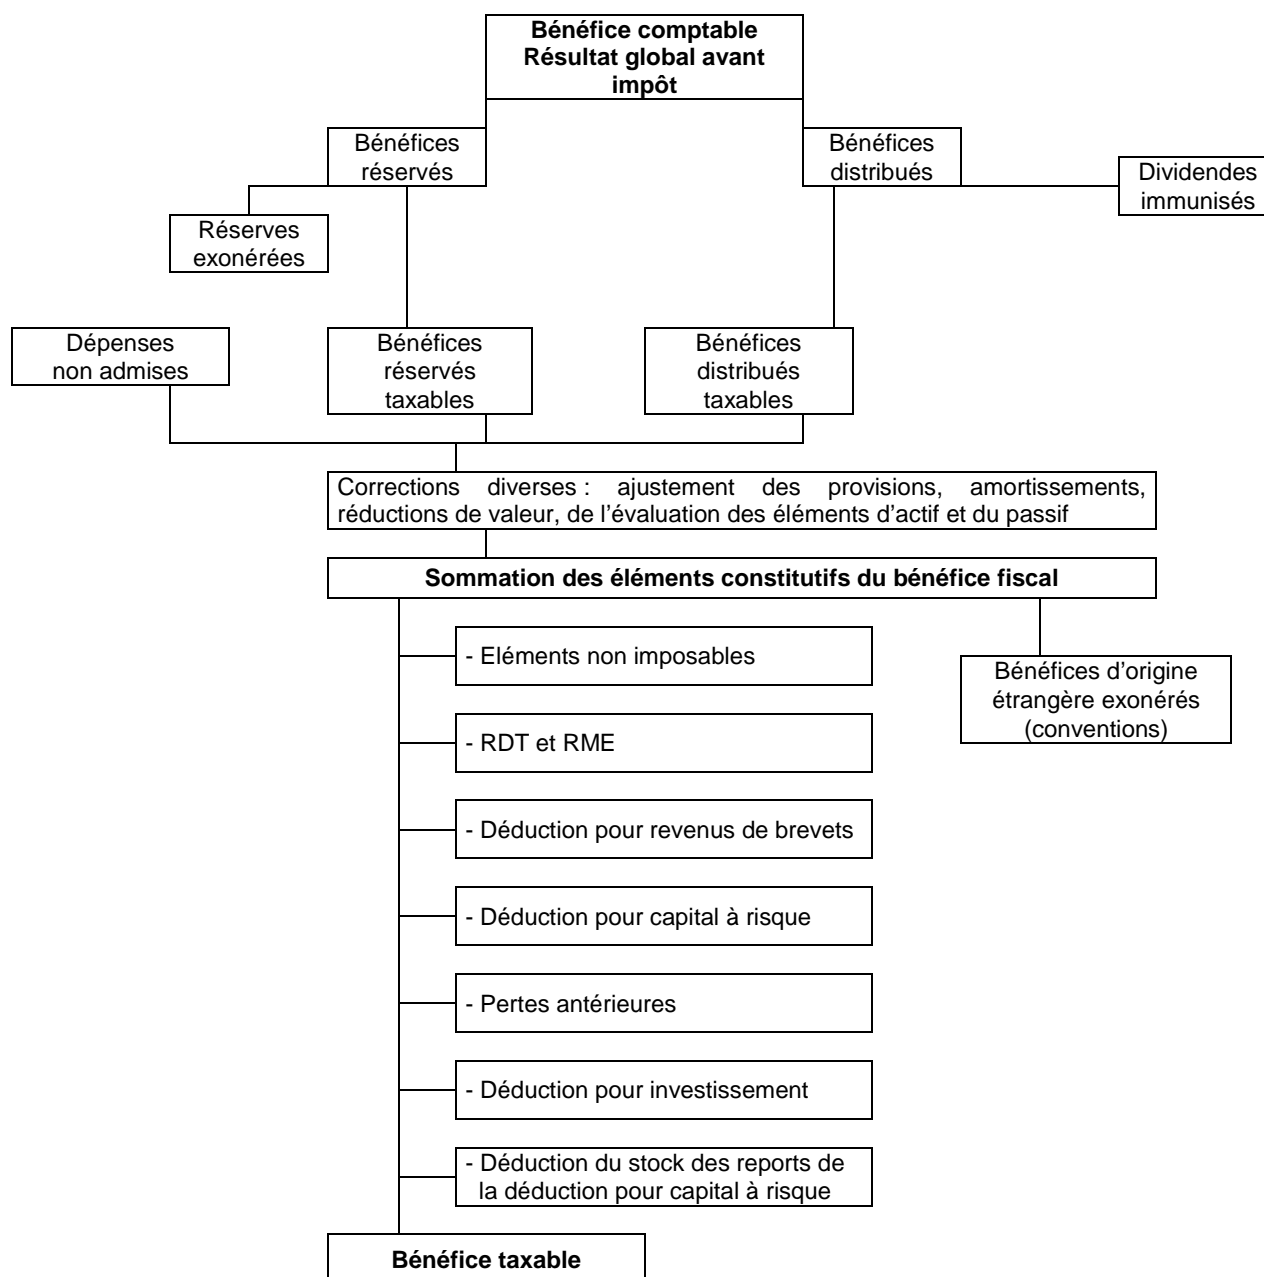 Bénéfice comptable
Résultat global avant
impôt
Bénéfices
réservés
Bénéfices
distribués
Dividendes
immunisés
Réserves
exonérées
Dépenses
non admises
Bénéfices
réservés
taxables
Bénéfices
distribués
taxables
Corrections diverses : ajustement des provisions, amortissements,
réductions de valeur, de l’évaluation des éléments d’actif et du passif
Sommation des éléments constitutifs du bénéfice fiscal
- Eléments non imposables
Bénéfices d’origine
étrangère exonérés
(conventions)
- RDT et RME
- Déduction pour revenus de brevets
- Déduction pour capital à risque
- Pertes antérieures
- Déduction pour investissement
- Déduction du stock des reports de
la déduction pour capital à risque
Bénéfice taxable